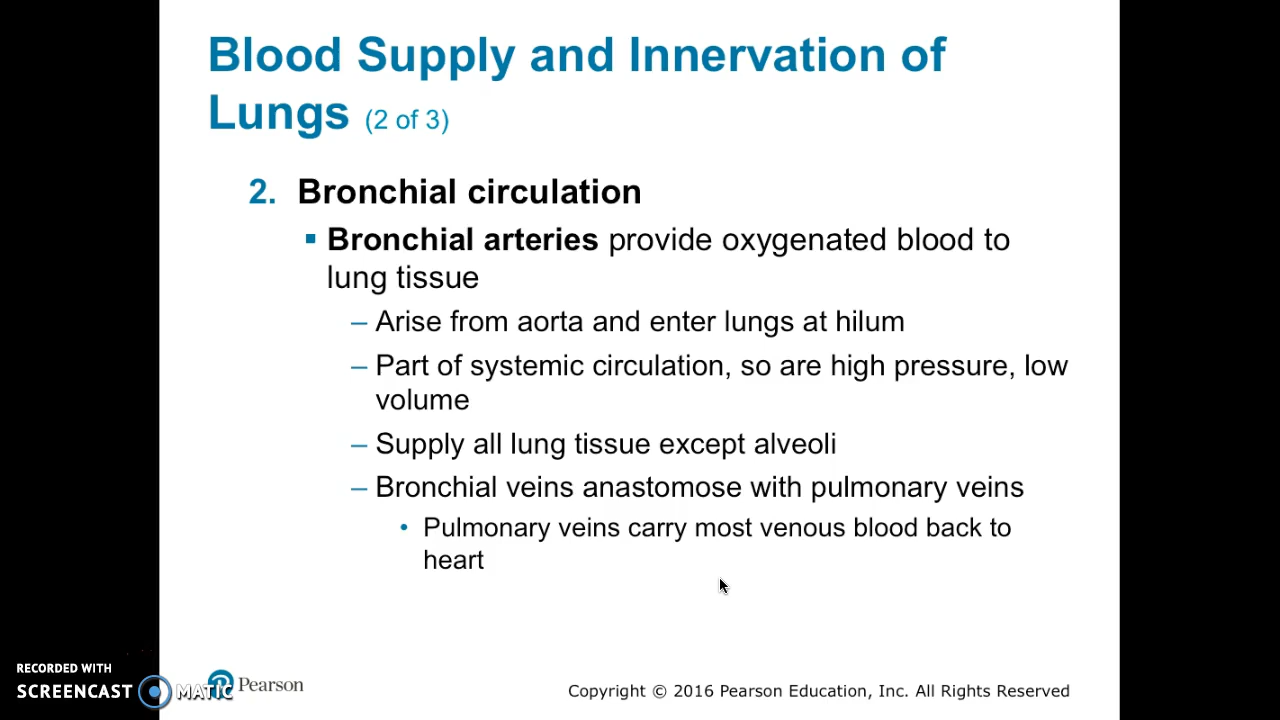 Blood Supply and Innervation of
Lungs (2 of 3)
2. Bronchial circulation
▪ Bronchial arteries provide oxygenated blood to
lung tissue
– Arise from aorta and enter lungs at hilum
– Part of systemic circulation, so are high pressure, low
volume
– Supply all lung tissue except alveoli
– Bronchial veins anastomose with pulmonary veins
• Pulmonary veins carry most venous blood back to
heart
RECORDED WITH
SCREENCAST MATIC
Pearson
Copyright © 2016 Pearson Education, Inc. All Rights Reserved